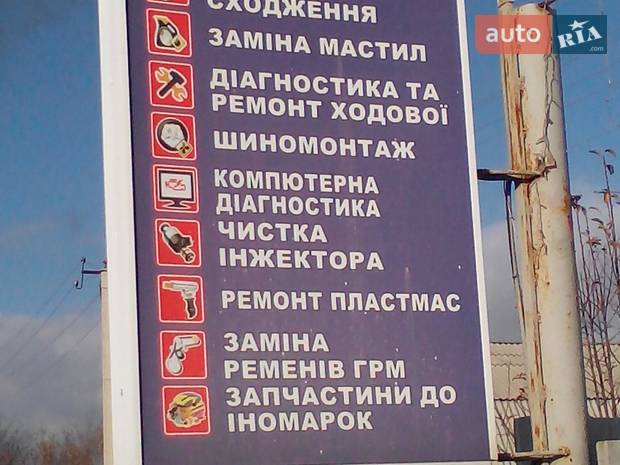 СХОДЖЕННЯ
ЗАМІНА МАСТИЛ
ДІАГНОСТИКА ТА
РЕМОНТ ХОДОВОЇ
ШИНОМОНТАЖ
КОМПЮТЕРНА
ДІАГНОСТИКА
ЧИСТКА
ІНЖЕКТОРА
РЕМОНТ ПЛАСТМАС
ЗАМІНА
РЕМЕНІВ ГРМ
ЗАПЧАСТИНИ ДО
ІНОМАРОК
auto RIA.com